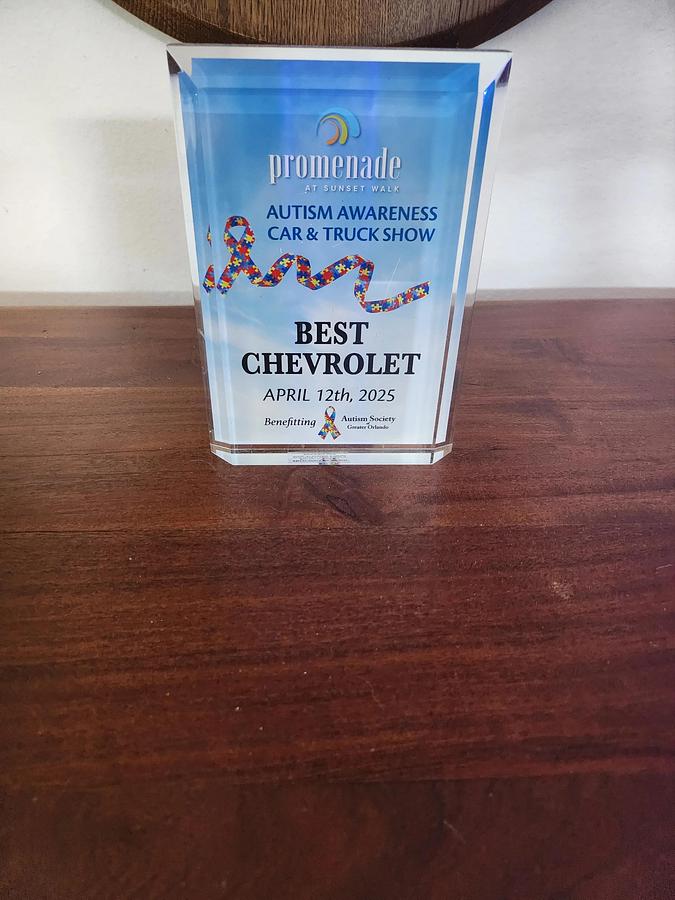 promenade
AT SUNSET WALK
AUTISM AWARENESS
CAR & TRUCK SHOW
BEST
CHEVROLET
APRIL 12th, 2025
Benefitting Autism Society
Greater Orlando